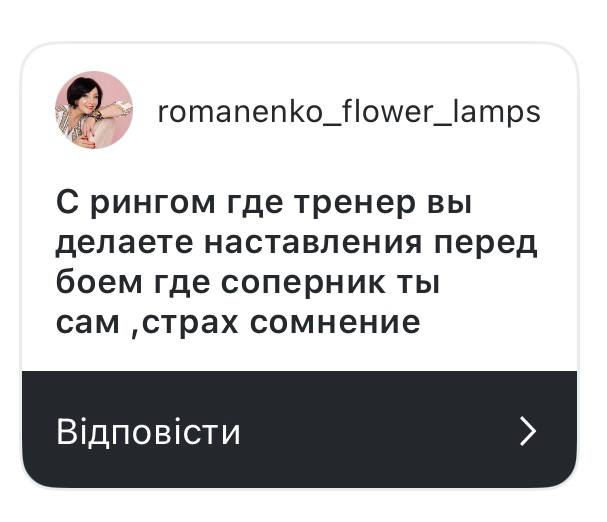 romanenko_flower_lamps
С рингом где тренер вы
делаете наставления перед
боем где соперник ты
сам ,страх сомнение
Відповісти